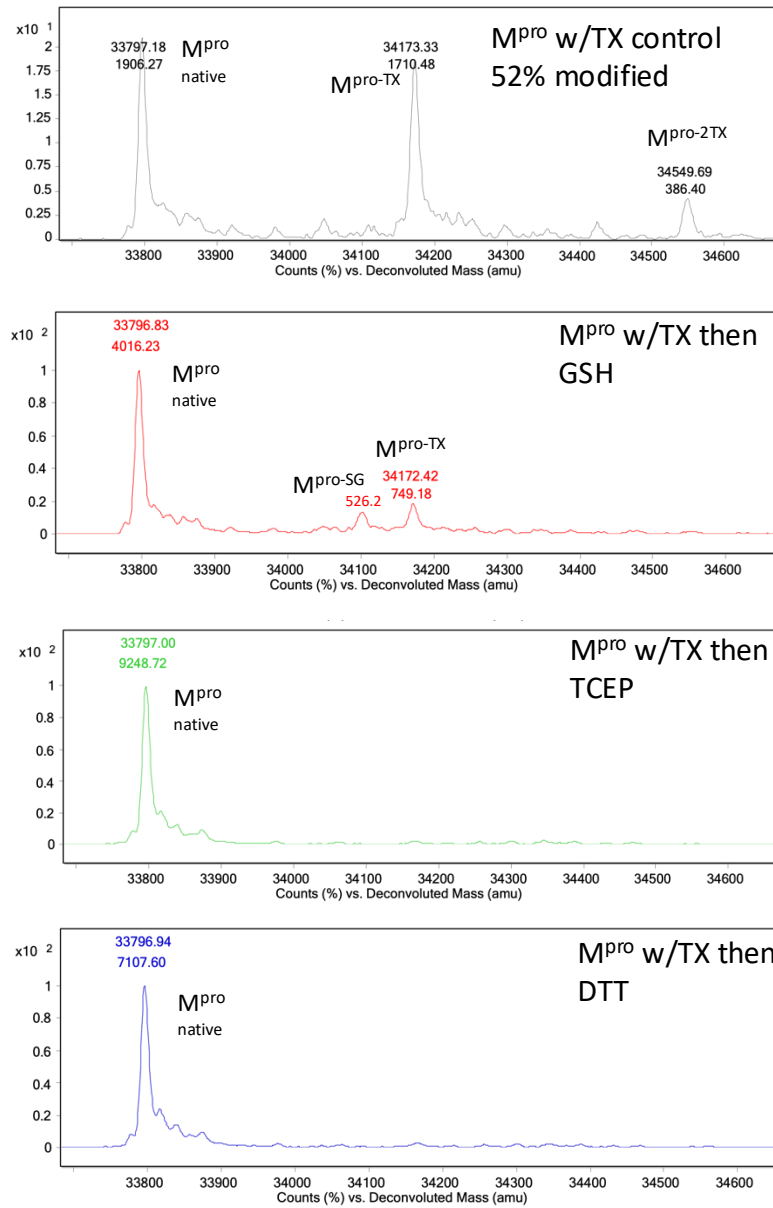 x10 1
Mpro w/TX control
52% modified
33797.18
1906.27
Mpro
native
34173.33
1710.48
Mpro-TX
Mpro-2TX
34549.69
386.40
2
1.75
1.5
1.25
1
0.75
0.5
0.25
0
33800 33900 34000 34100 34200 34300 34400 34500 34600
Counts (%) vs. Deconvoluted Mass (amu)
x10 2
33796.83
4016.23
Mpro
native
Mpro w/TX then
GSH
Mpro-SG
526.2
Mpro-TX
34172.42
749.18
1
0.8
0.6
0.4
0.2
0
33800 33900 34000 34100 34200 34300 34400 34500 34600
Counts (%) vs. Deconvoluted Mass (amu)
x10 2
33797.00
9248.72
Mpro
native
Mpro w/TX then
TCEP
1
0.8
0.6
0.4
0.2
0
33800 33900 34000 34100 34200 34300 34400 34500 34600
Counts (%) vs. Deconvoluted Mass (amu)
x10 2
33796.94
7107.60
Mpro
native
Mpro w/TX then
DTT
1
0.8
0.6
0.4
0.2
0
33800 33900 34000 34100 34200 34300 34400 34500 34600
Counts (%) vs. Deconvoluted Mass (amu)